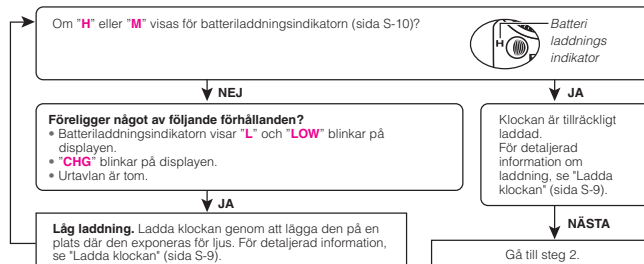 Om "H" eller "M" visas för batteriladdningsindikatorn (sida S-10)?
H
Batteri
laddnings
indikator
NEJ
JA
Föreligger något av följande förhållanden?
• Batteriladdningsindikatorn visar "L" och "LOW" blinkar på
displayen.
• "CHG" blinkar på displayen.
• Urtavlan är tom.
Klockan är tillräckligt
laddad.
För detaljerad
information om
laddning, se "Ladda
klockan" (sida S-9).
JA
NÄSTA
Låg laddning. Ladda klockan genom att lägga den på en
plats där den exponeras för ljus. För detaljerad information,
se "Ladda klockan" (sida S-9).
Gå till steg 2.